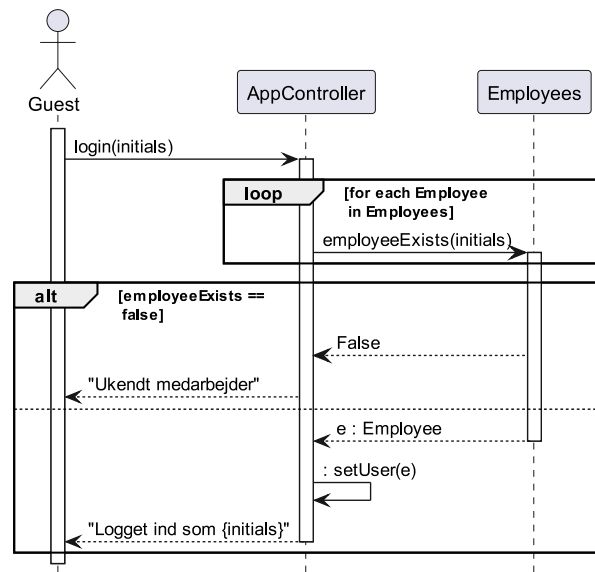 Guest
AppController
Employees
login(initials)
loop
[for each Employee
in Employees]
employeeExists(initials)
alt
[employeeExists ==
false]
False
"Ukendt medarbejder"
e : Employee
: setUser(e)
"Logget ind som {initials}"